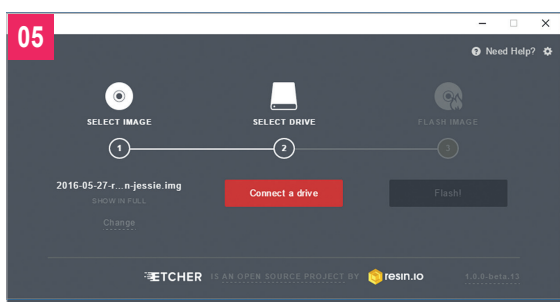 05
Need Help?
SELECT IMAGE SELECT DRIVE FLASH IMAGE
1 2 3
2016-05-27-r...n-jessie.img
SHOW IN FULL
Change
Connect a drive
Flash!
ETCHER IS AN OPEN SOURCE PROJECT BY resin.io 1.0.0-beta.13